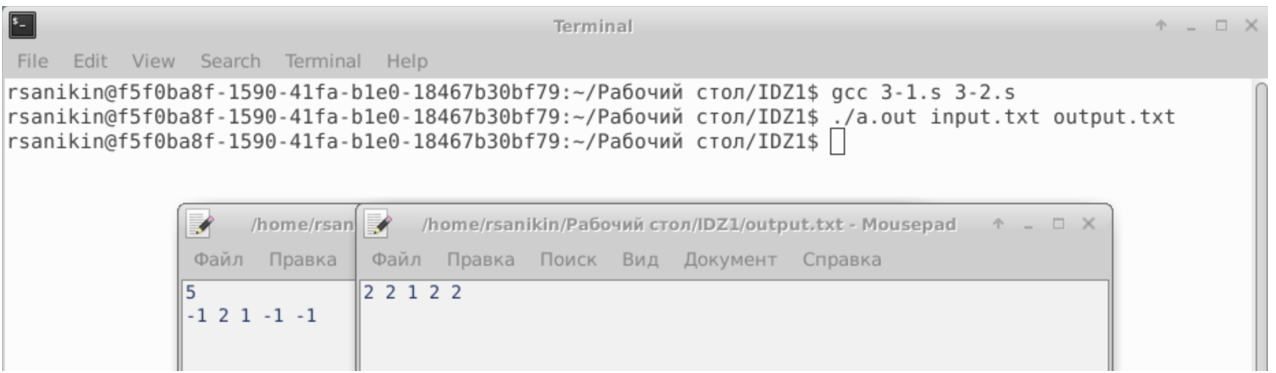 Terminal
File Edit View Search Terminal Help
rsanikin@f5f0ba8f-1590-41fa-b1e0-18467b30bf79:~/Рабочий стол/IDZ1$ gcc 3-1.s 3-2.s
rsanikin@f5f0ba8f-1590-41fa-b1e0-18467b30bf79:~/Рабочий стол/IDZ1$ ./a.out input.txt output.txt
rsanikin@f5f0ba8f-1590-41fa-b1e0-18467b30bf79:~/Рабочий стол/IDZ1$
/home/rsan
Файл Правка
5
-1 2 1 -1 -1
/home/rsanikin/Рабочий стол/IDZ1/output.txt - Mousepad
Файл Правка Поиск Вид Документ Справка
2 2 1 2 2